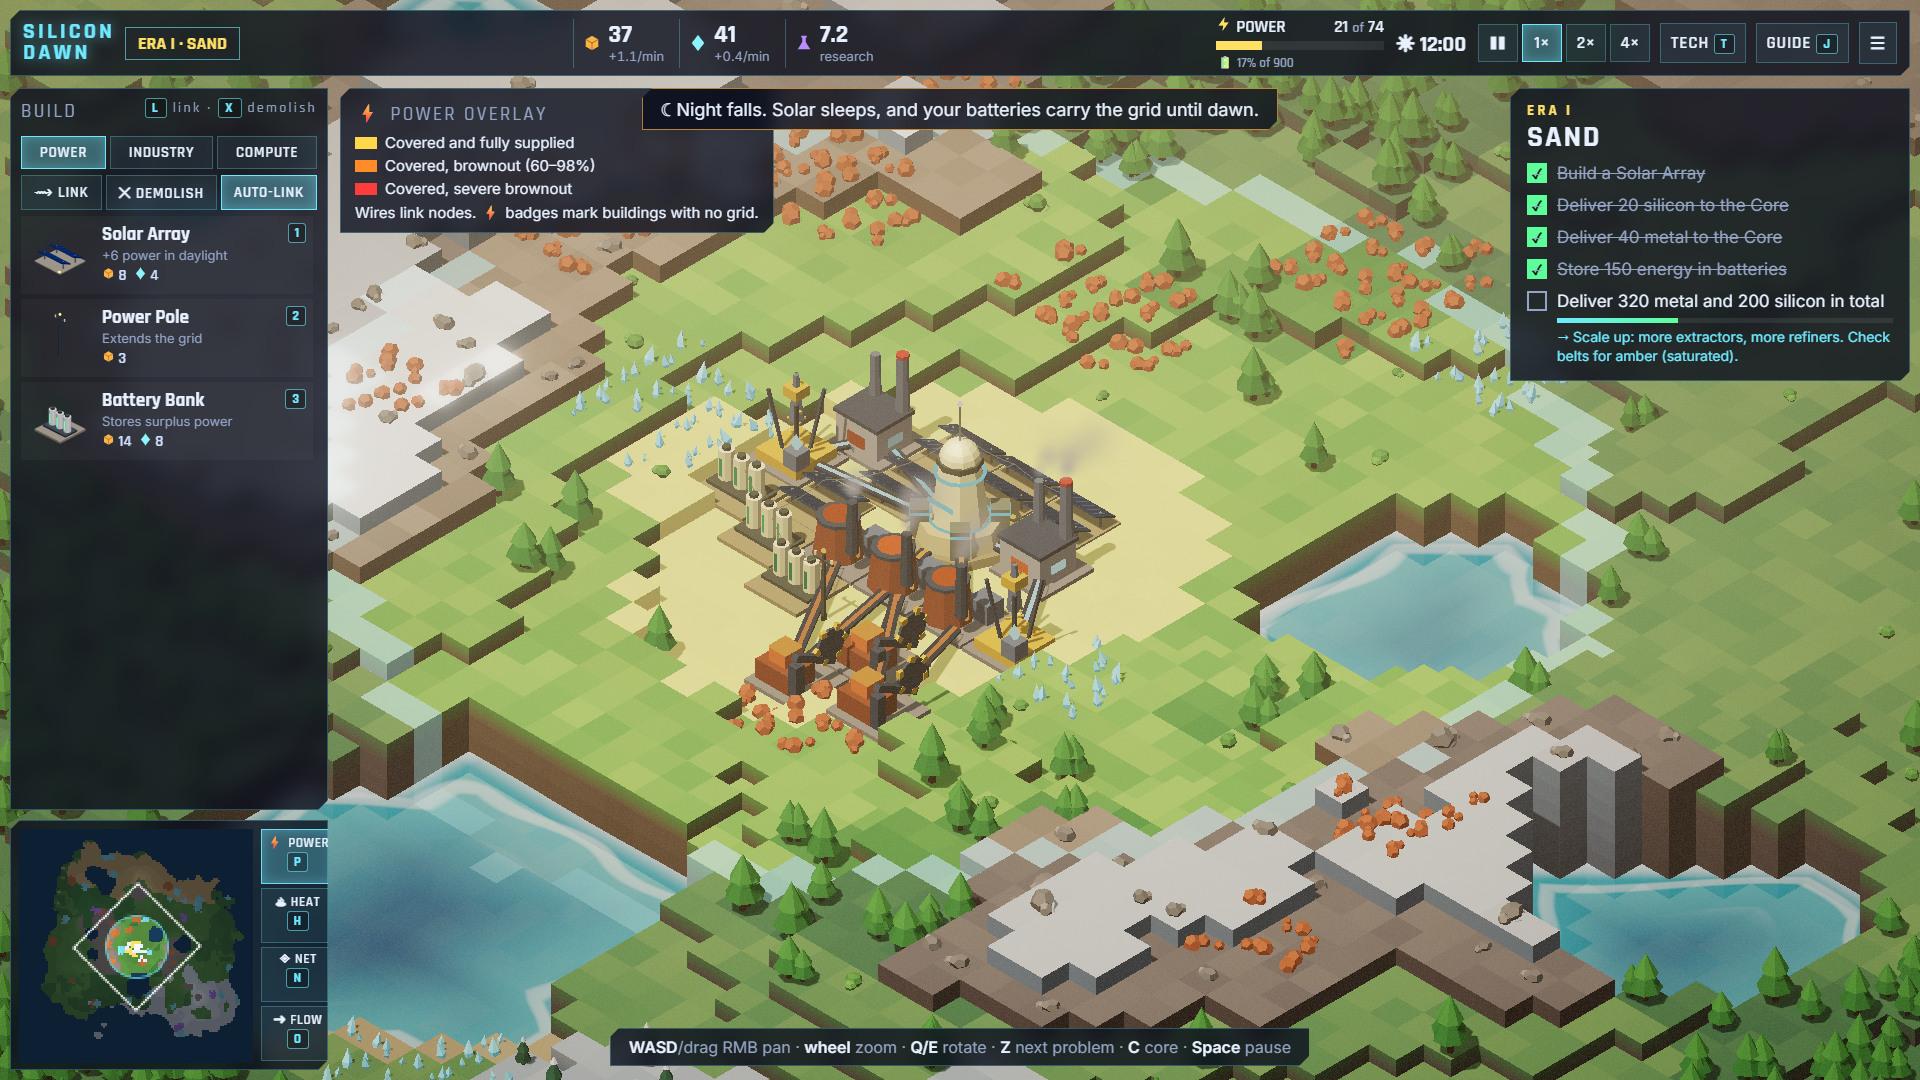 SILICON
DAWN
ERA I · SAND
37
+1.1/min
41
+0.4/min
7.2
research
POWER 21 of 74
17% of 900
12:00
1×
2×
4×
TECH T
GUIDE J
BUILD L link · X demolish
POWER INDUSTRY COMPUTE
LINK DEMOLISH AUTO-LINK
Solar Array 1
+6 power in daylight
8 4
Power Pole 2
Extends the grid
3
Battery Bank 3
Stores surplus power
14 8
POWER OVERLAY
Covered and fully supplied
Covered, brownout (60–98%)
Covered, severe brownout
Wires link nodes. badges mark buildings with no grid.
Night falls. Solar sleeps, and your batteries carry the grid until dawn.
ERA I
SAND
Build a Solar Array
Deliver 20 silicon to the Core
Deliver 40 metal to the Core
Store 150 energy in batteries
Deliver 320 metal and 200 silicon in total
→ Scale up: more extractors, more refiners. Check
belts for amber (saturated).
POWER
P
HEAT
H
NET
N
FLOW
O
WASD/drag RMB pan · wheel zoom · Q/E rotate · Z next problem · C core · Space pause